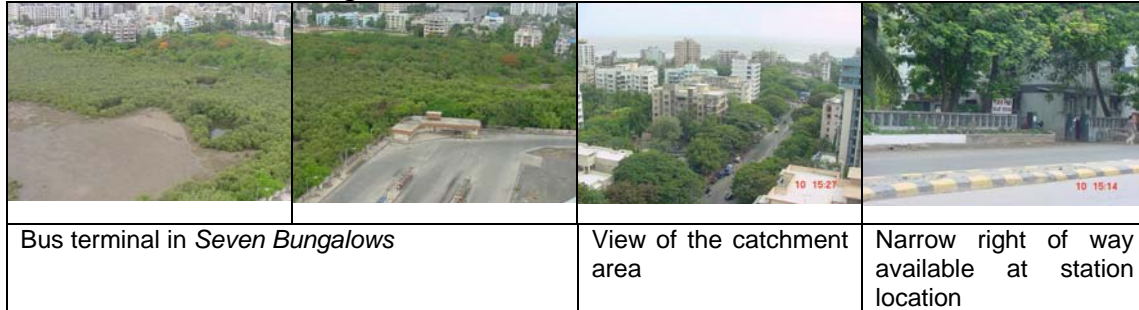 10 15:27
10 15:14
Bus terminal in Seven Bungalows
View of the catchment
area
Narrow right of way
available at station
location